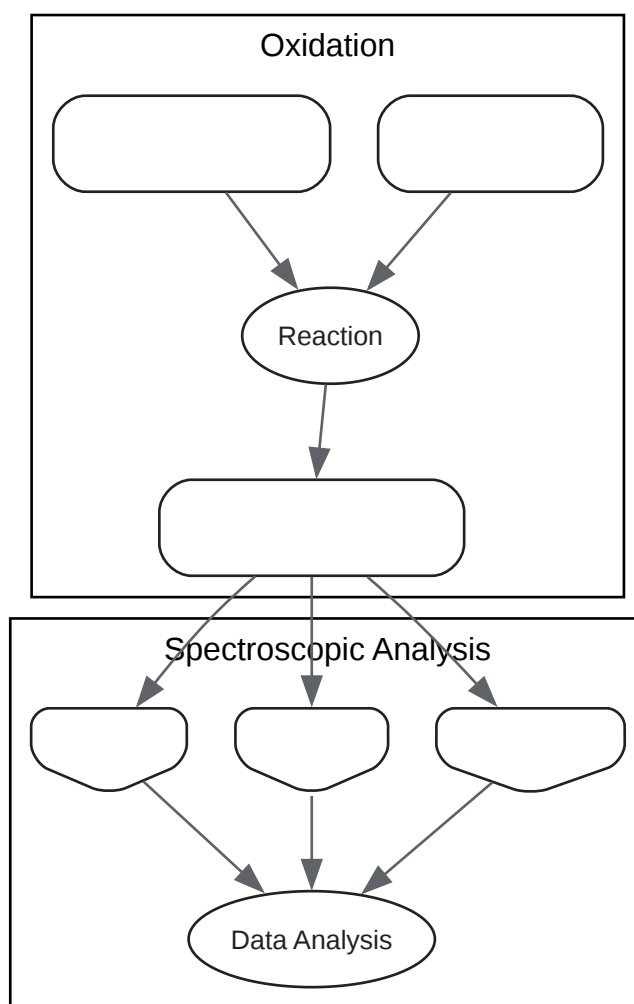 Oxidation
Reaction
Spectroscopic Analysis
Data Analysis